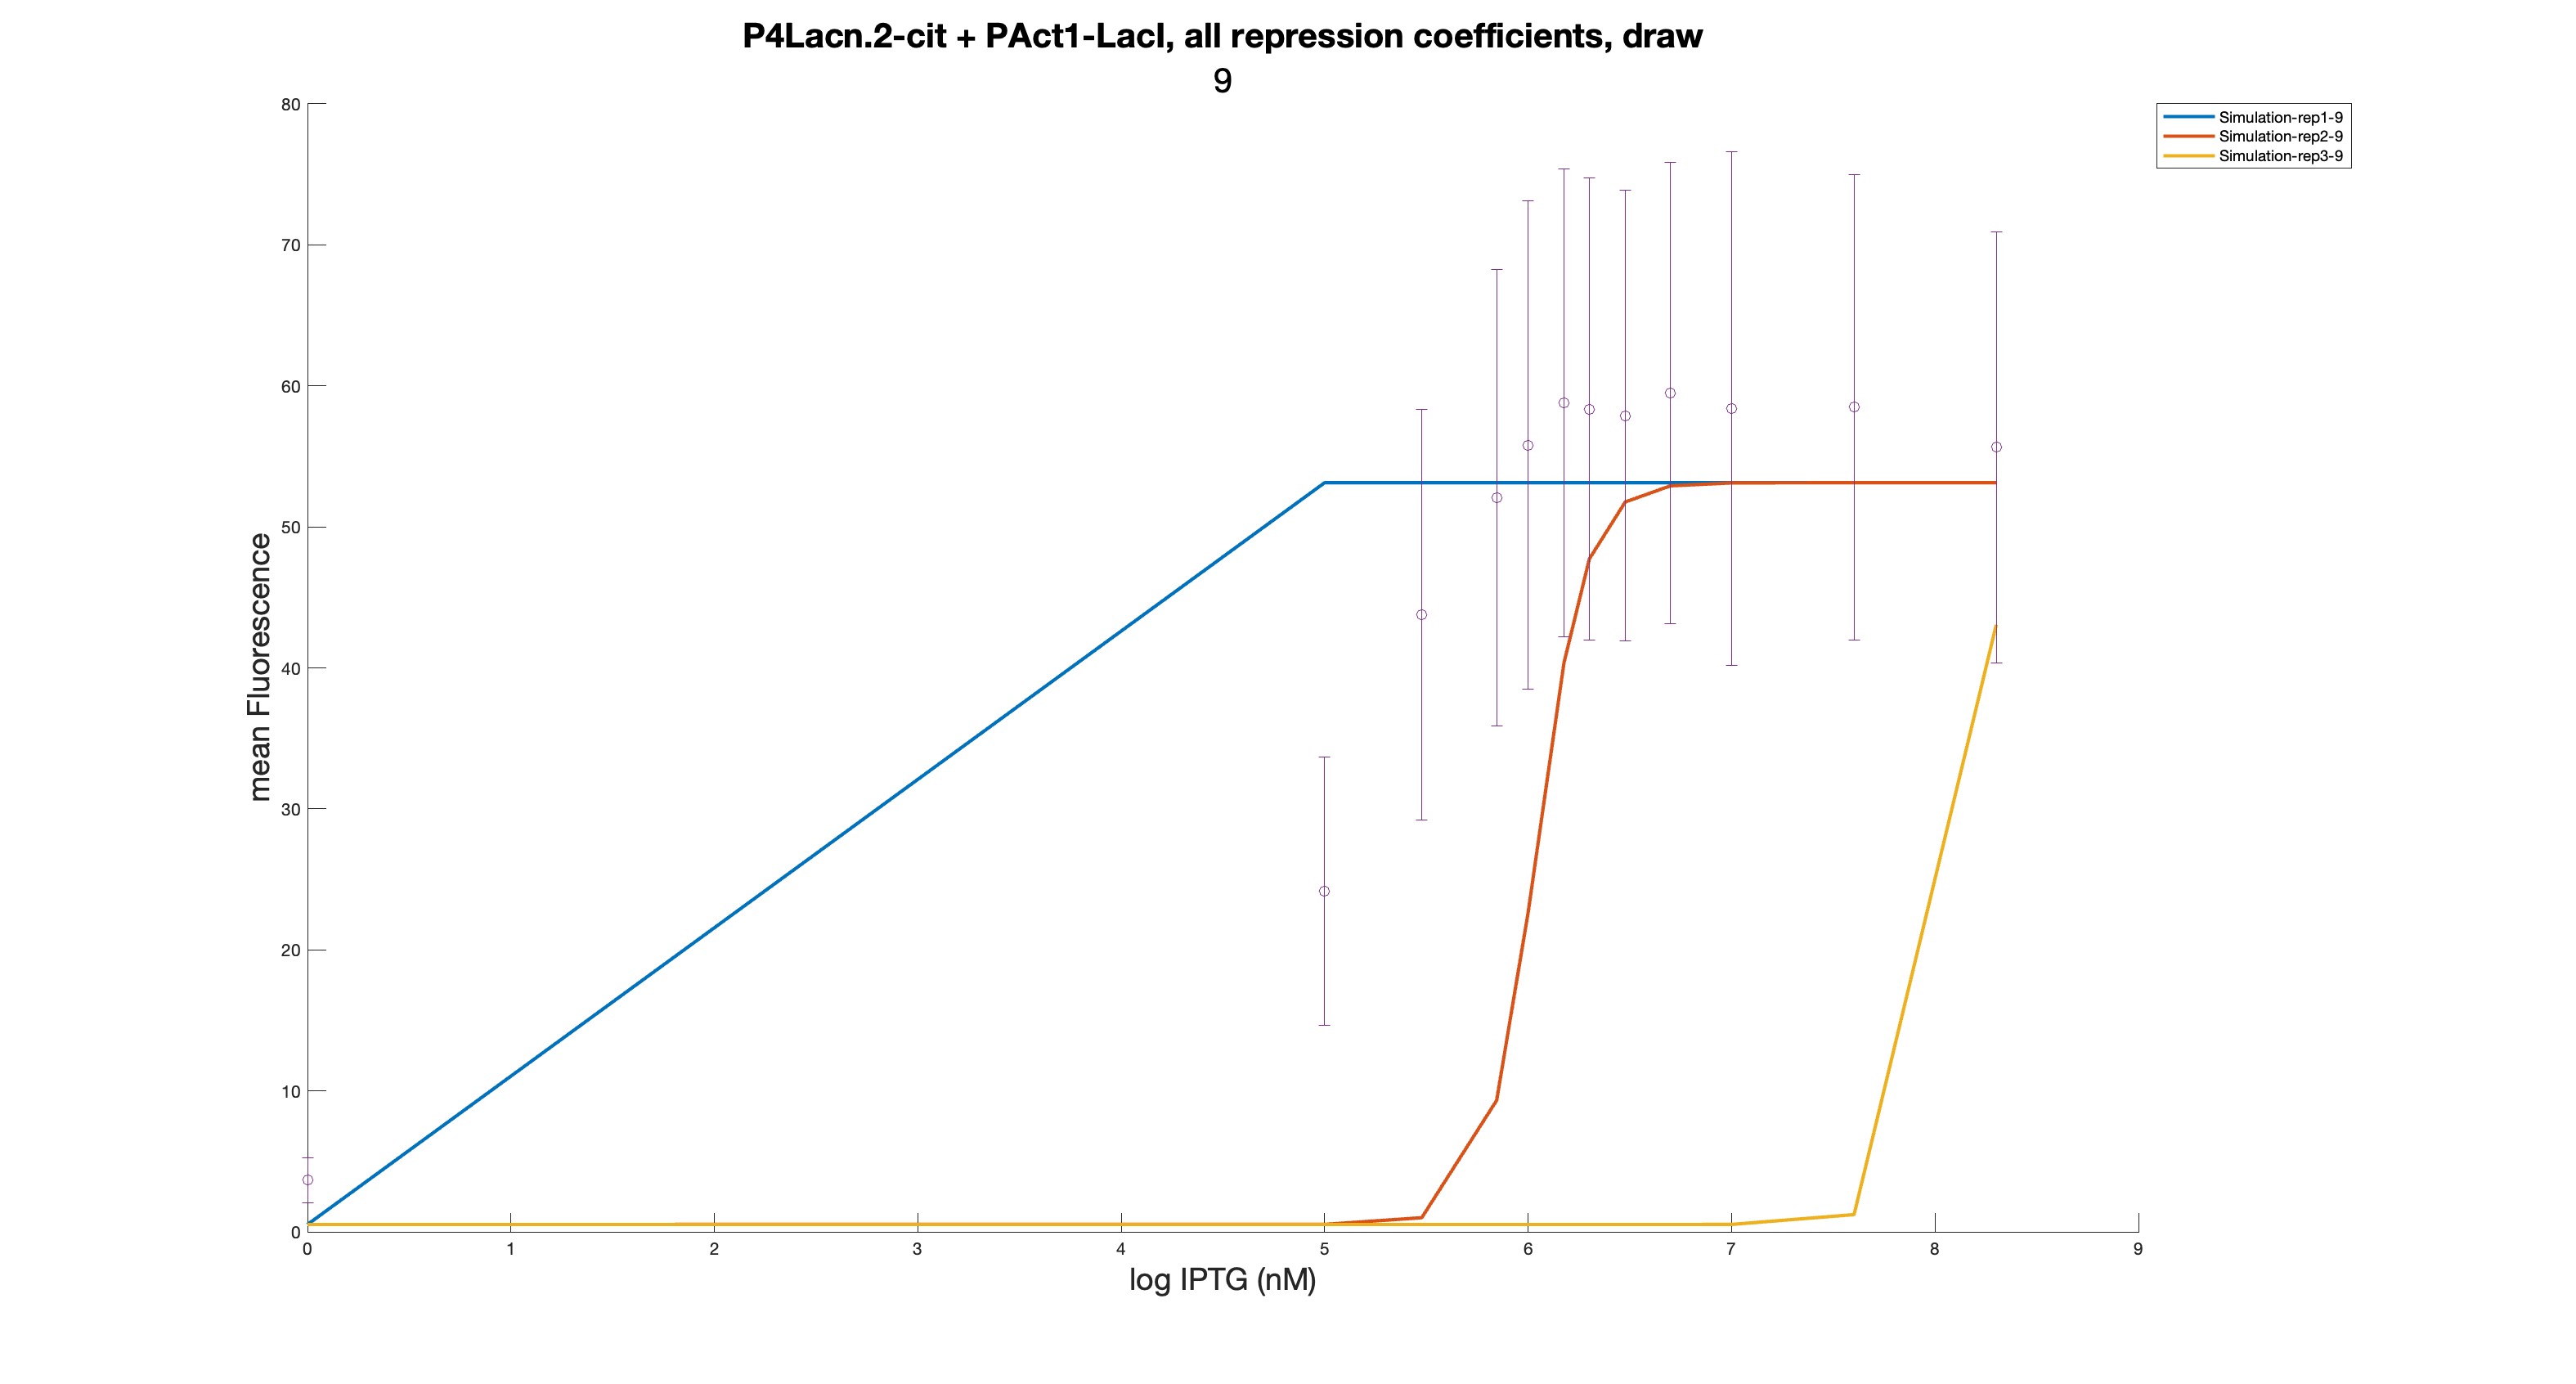 P4Lacn.2-cit + PAct1-LacI, all repression coefficients, draw
9
80
70
60
50
40
30
20
10
0
mean Fluorescence
0 1 2 3 4 5 6 7 8 9
log IPTG (nM)
Simulation-rep1-9
Simulation-rep2-9
Simulation-rep3-9